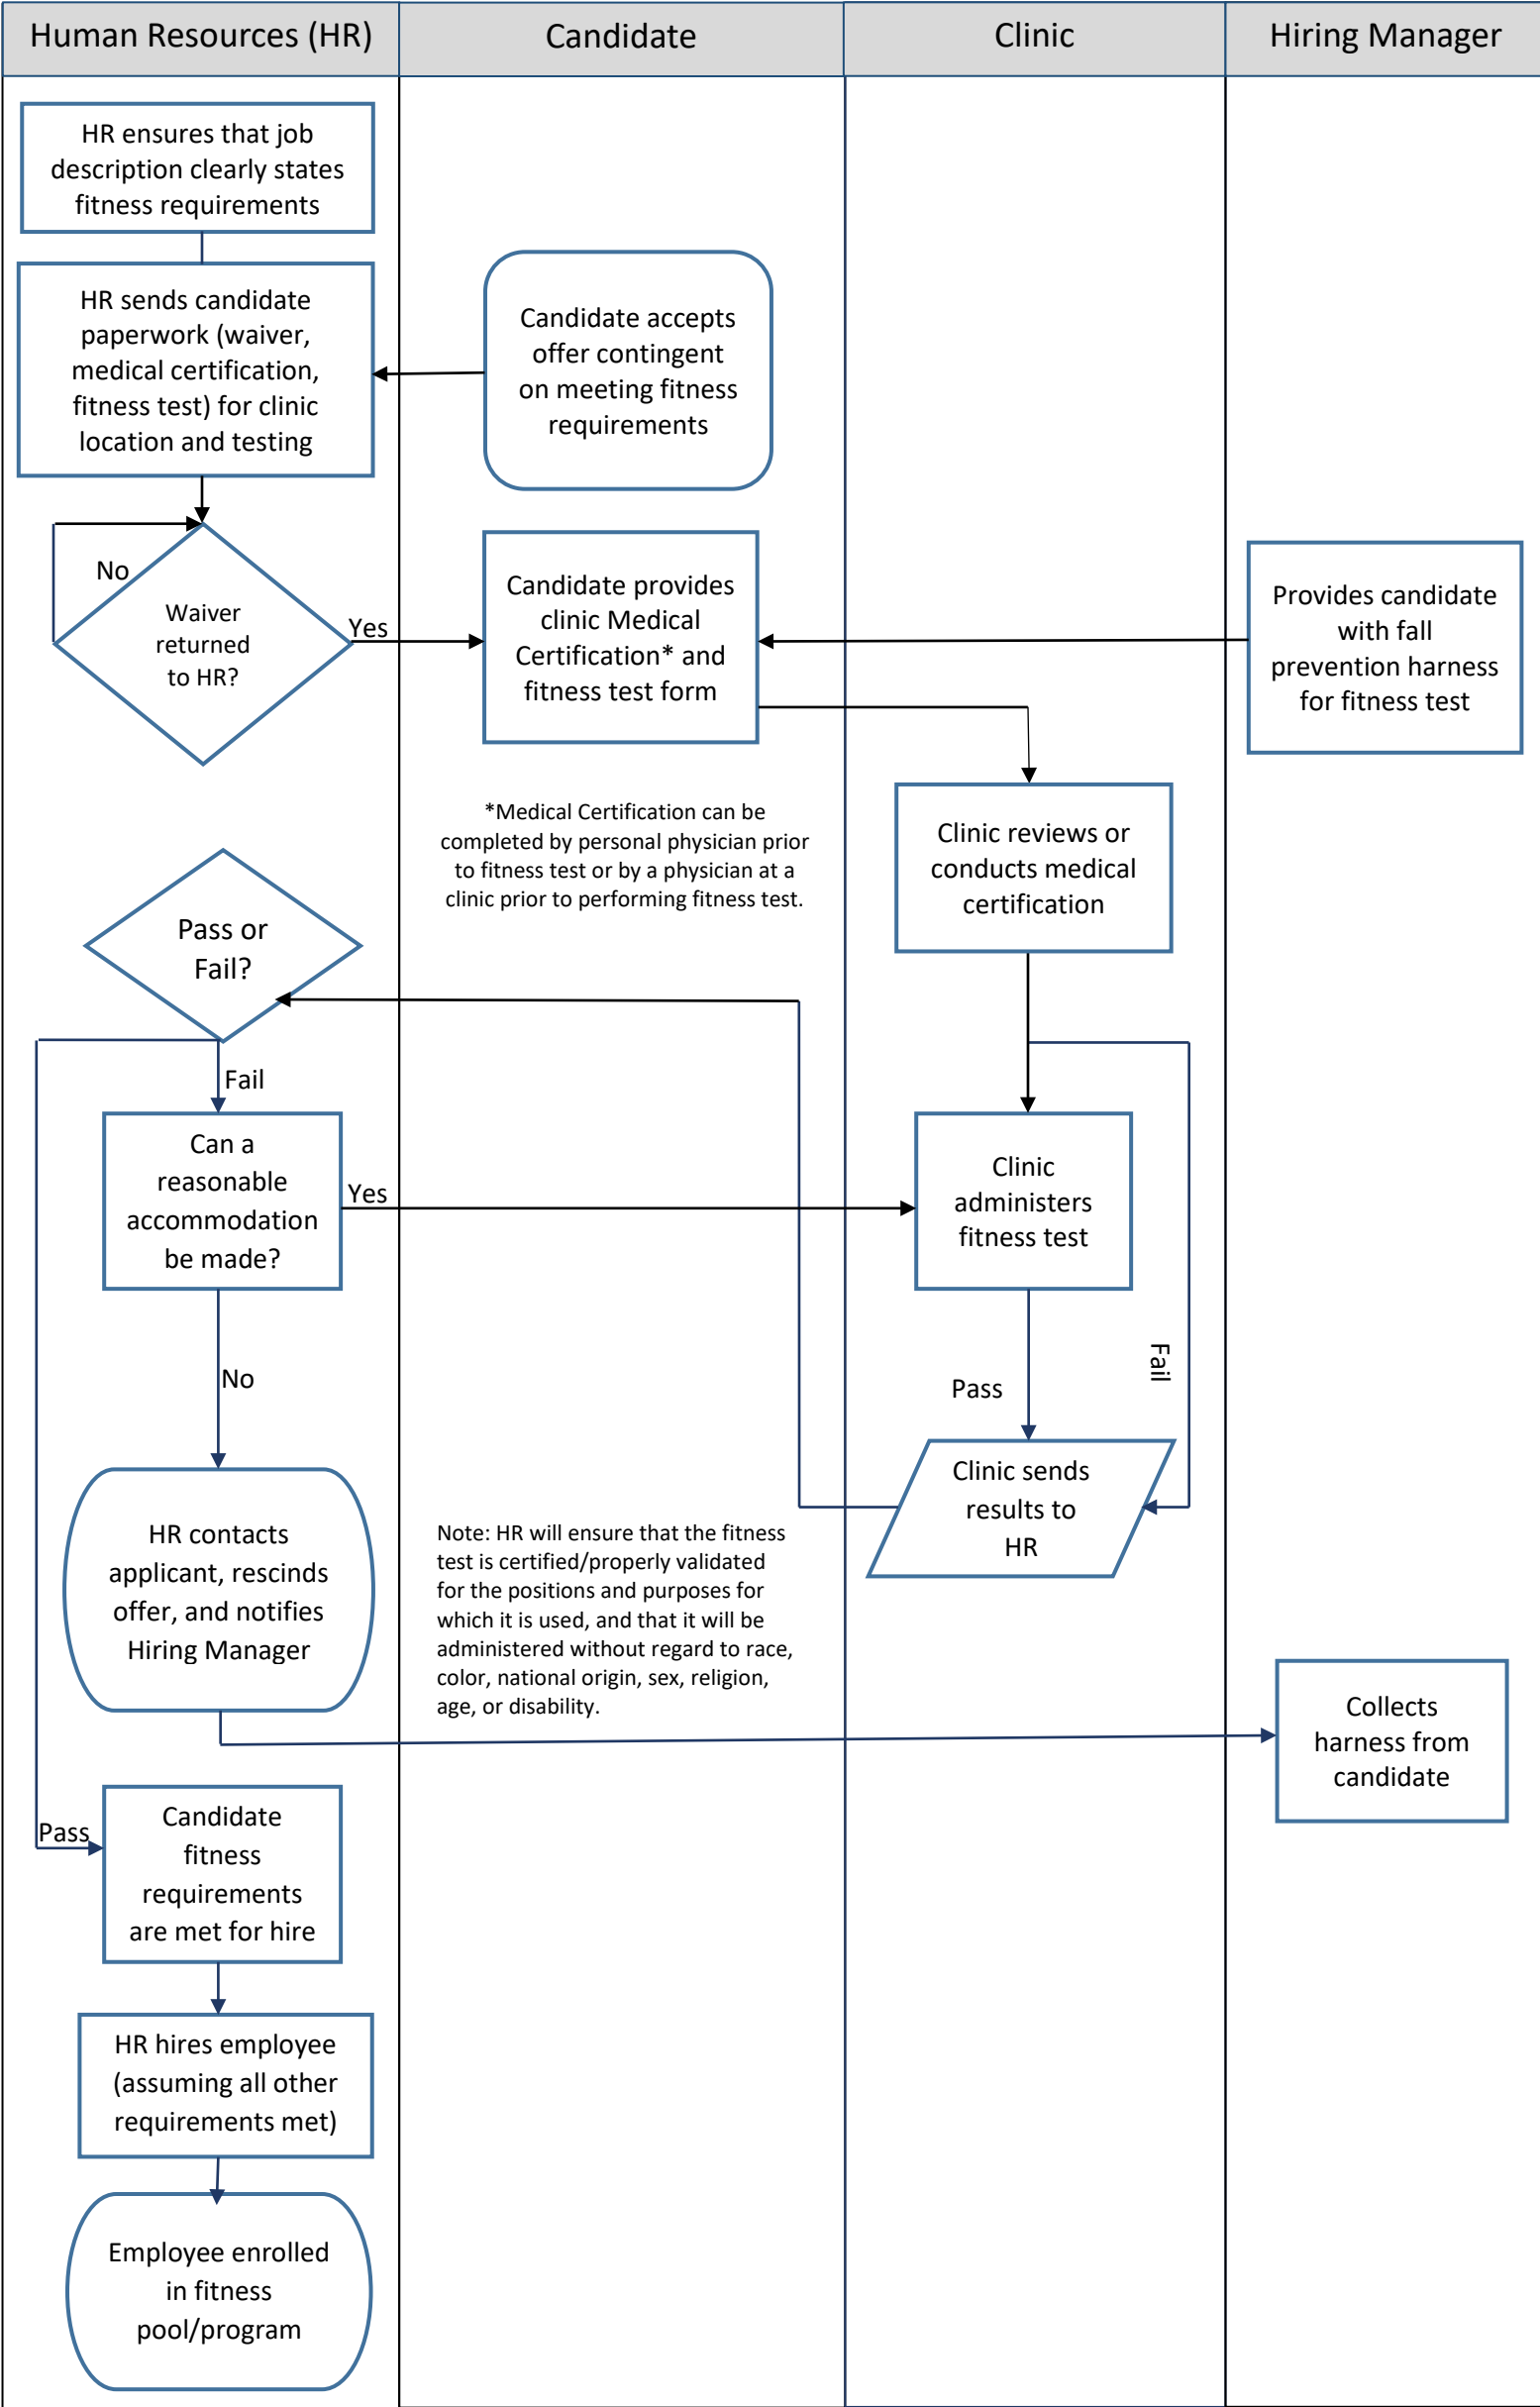 Human Resources (HR)
Candidate
Clinic
Hiring Manager
HR ensures that job
description clearly states
fitness requirements
HR sends candidate
paperwork (waiver,
medical certification,
fitness test) for clinic
location and testing
Candidate accepts
offer contingent
on meeting fitness
requirements
No
Waiver
returned
to HR?
Yes
Candidate provides
clinic Medical
Certification* and
fitness test form
Provides candidate
with fall
prevention harness
for fitness test
*Medical Certification can be
completed by personal physician prior
to fitness test or by a physician at a
clinic prior to performing fitness test.
Clinic reviews or
conducts medical
certification
Pass or
Fail?
Fail
Can a
reasonable
accommodation
be made?
Yes
Clinic
administers
fitness test
No
Pass
Fail
Clinic sends
results to
HR
HR contacts
applicant, rescinds
offer, and notifies
Hiring Manager
Note: HR will ensure that the fitness
test is certified/properly validated
for the positions and purposes for
which it is used, and that it will be
administered without regard to race,
color, national origin, sex, religion,
age, or disability.
Collects
harness from
candidate
Pass
Candidate
fitness
requirements
are met for hire
HR hires employee
(assuming all other
requirements met)
Employee enrolled
in fitness
pool/program